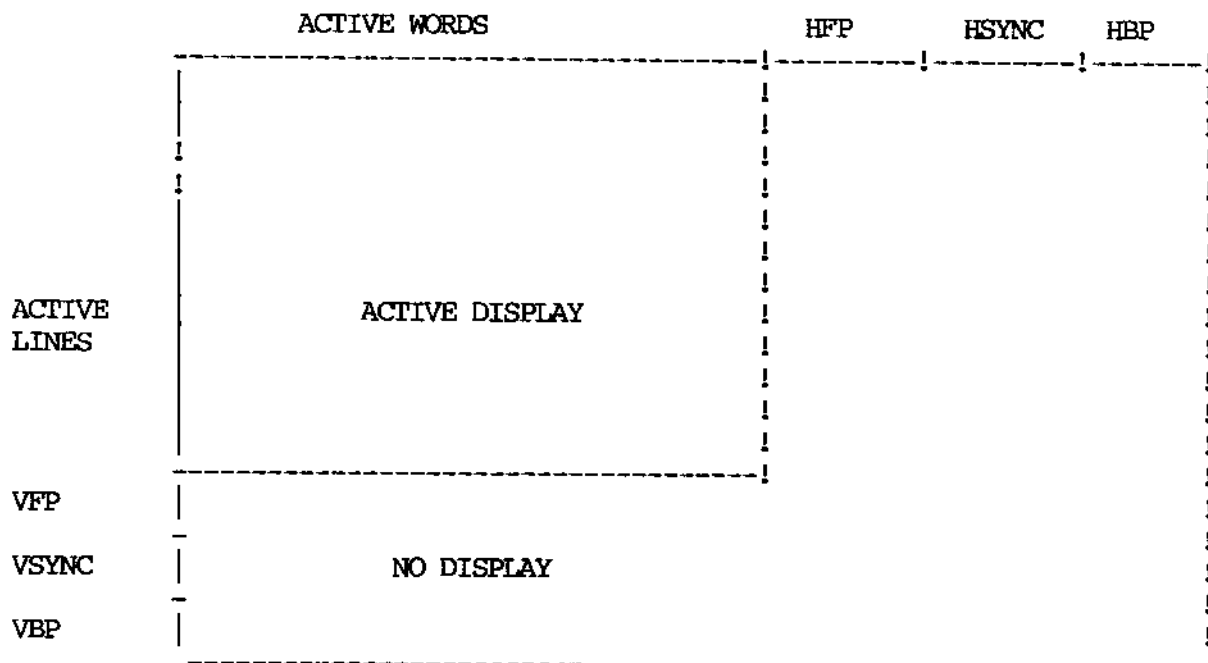 ACTIVE WORDS HFP HSYNC HBP
ACTIVE
LINES
ACTIVE DISPLAY
VFP
VSYNC
NO DISPLAY
VBP